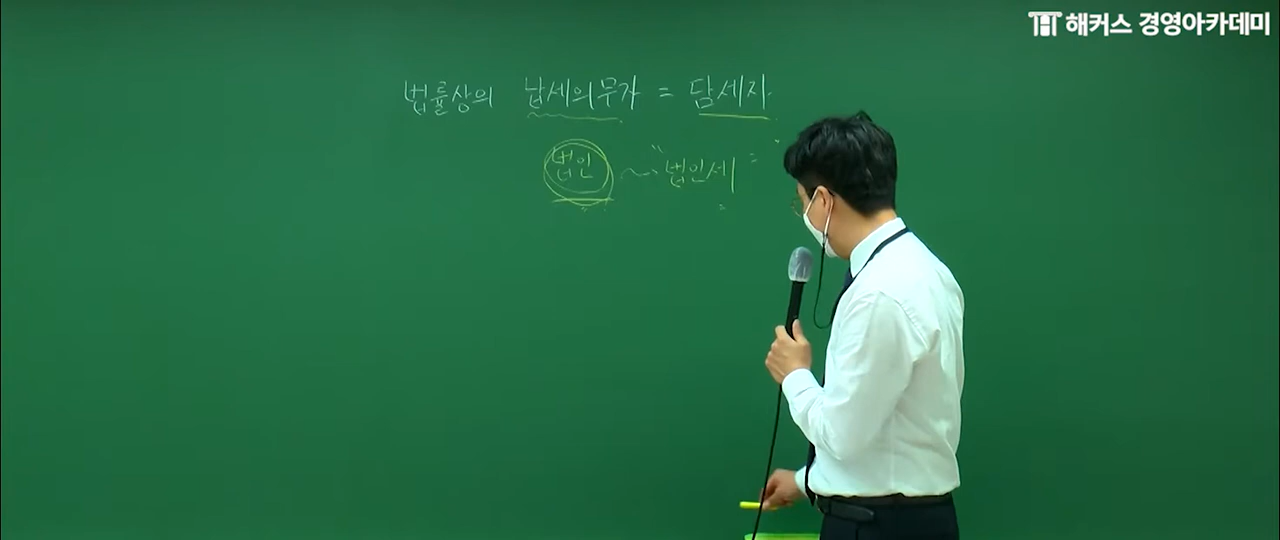 해커스 경영아카데미
법률상의 납세의무자 = 담세자
법인 ~ "법인세